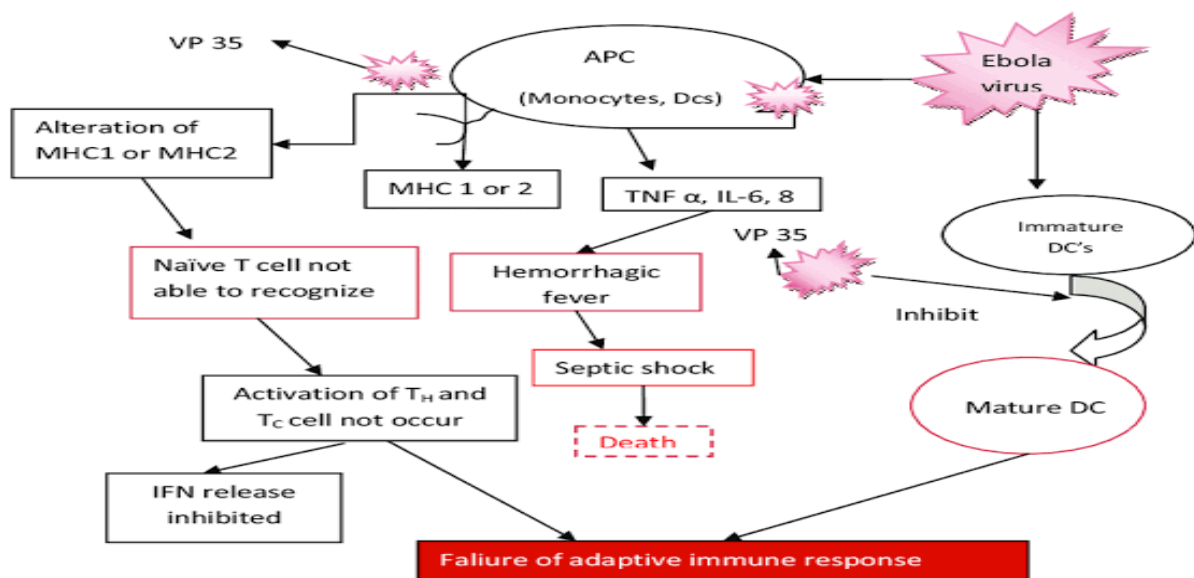 VP 35
APC
(Monocytes, Dcs)
Ebola
virus
Alteration of
MHC1 or MHC2
MHC 1 or 2
TNF α, IL-6, 8
Immature
DC’s
VP 35
Naïve T cell not
able to recognize
Hemorrhagic
fever
Inhibit
Septic shock
Activation of TH and
TC cell not occur
Mature DC
Death
IFN release
inhibited
Faliure of adaptive immune response